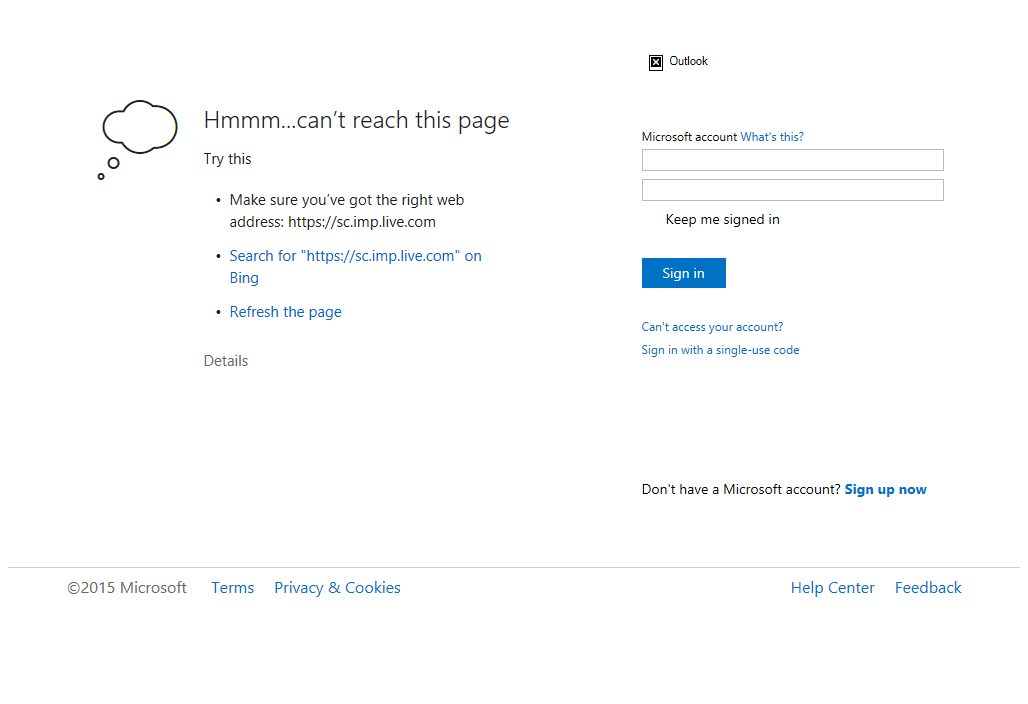 Outlook
Hmmm...can’t reach this page
Try this
• Make sure you’ve got the right web
address: https://sc.imp.live.com
• Search for "https://sc.imp.live.com" on
Bing
• Refresh the page
Details
Microsoft account What's this?
Keep me signed in
Sign in
Can't access your account?
Sign in with a single-use code
Don't have a Microsoft account? Sign up now
©2015 Microsoft Terms Privacy & Cookies Help Center Feedback